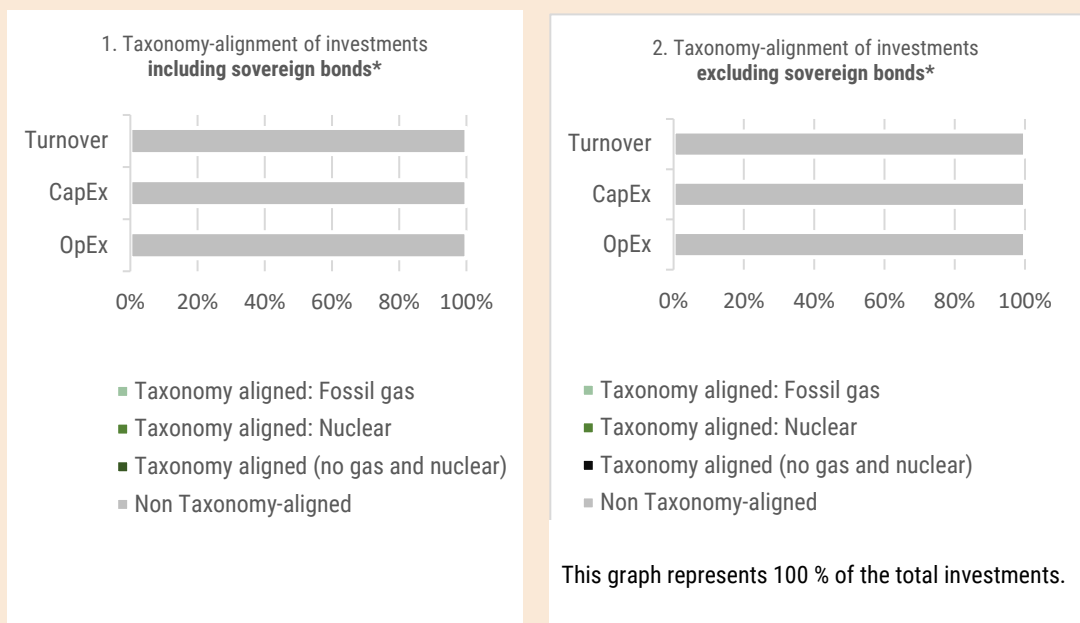 1. Taxonomy-alignment of investments
including sovereign bonds*
Turnover
CapEx
OpEx
0% 20% 40% 60% 80% 100%
Taxonomy aligned: Fossil gas
Taxonomy aligned: Nuclear
Taxonomy aligned (no gas and nuclear)
Non Taxonomy-aligned
2. Taxonomy-alignment of investments
excluding sovereign bonds*
Turnover
CapEx
OpEx
0% 20% 40% 60% 80% 100%
Taxonomy aligned: Fossil gas
Taxonomy aligned: Nuclear
Taxonomy aligned (no gas and nuclear)
Non Taxonomy-aligned
This graph represents 100 % of the total investments.